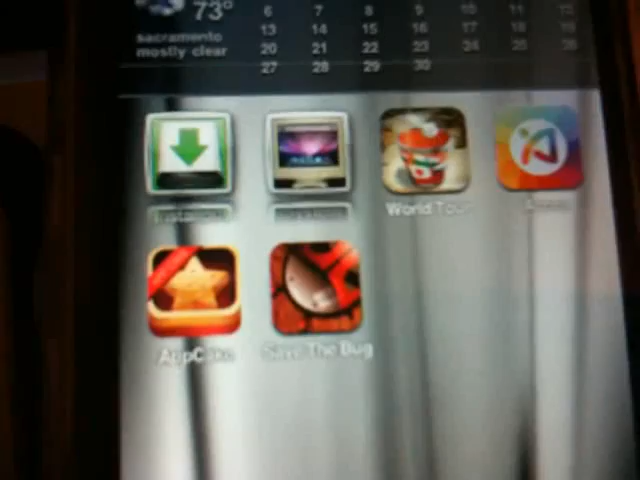 73°
sacramento
mostly clear
6 7 8 9 10 11 12
13 14 15 16 17 18 19
20 21 22 23 24 25 26
27 28 29 30
World Tour
AppCake
Save The Bug